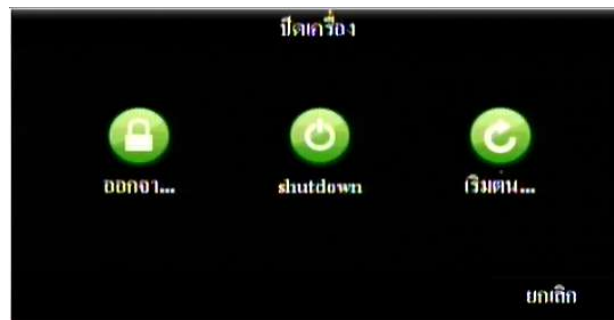 ปิดเครื่อง
ออกจา...
shutdown
เริ่มต้น...
ยกเลิก